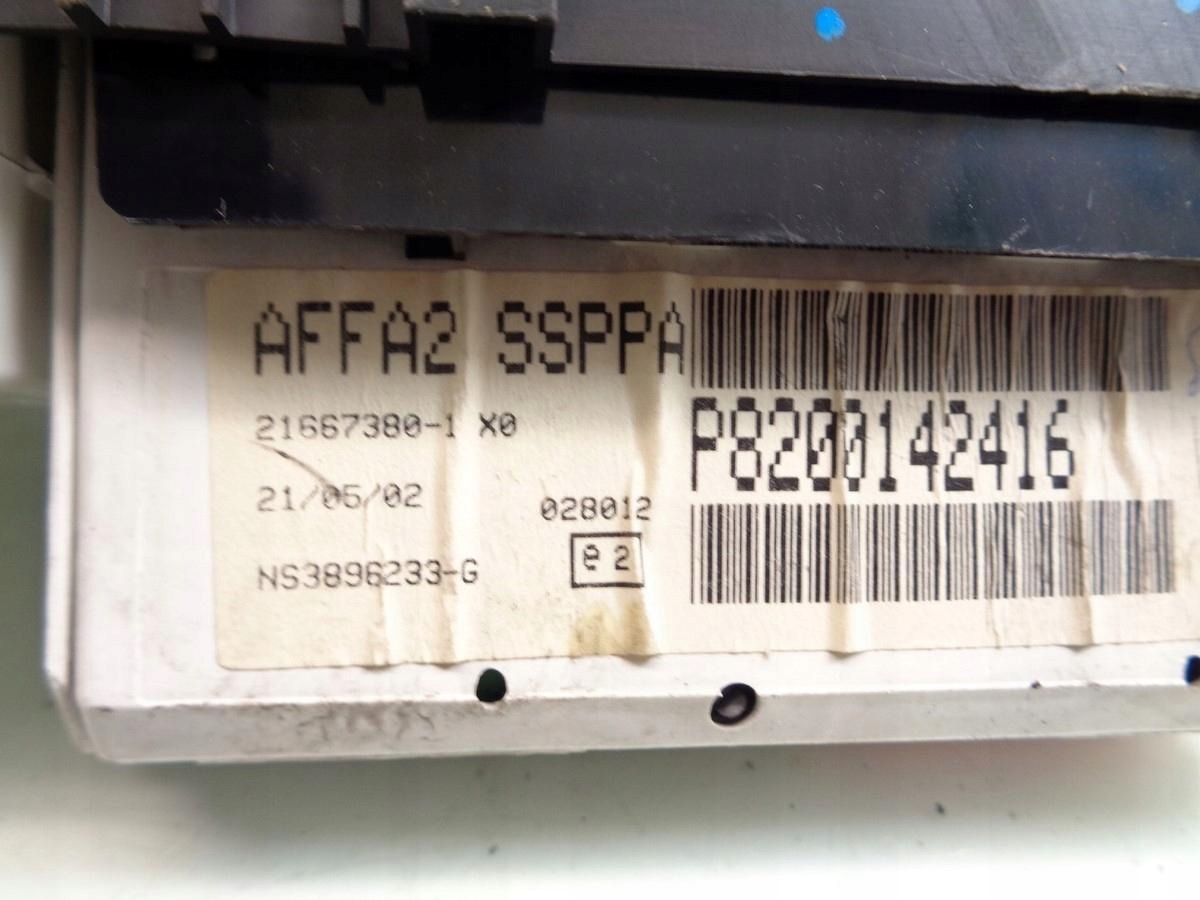 AFFA2 SSPPA
21667380-1 X0
21/05/02
028012
NS3896233-G
e2
P8200142416